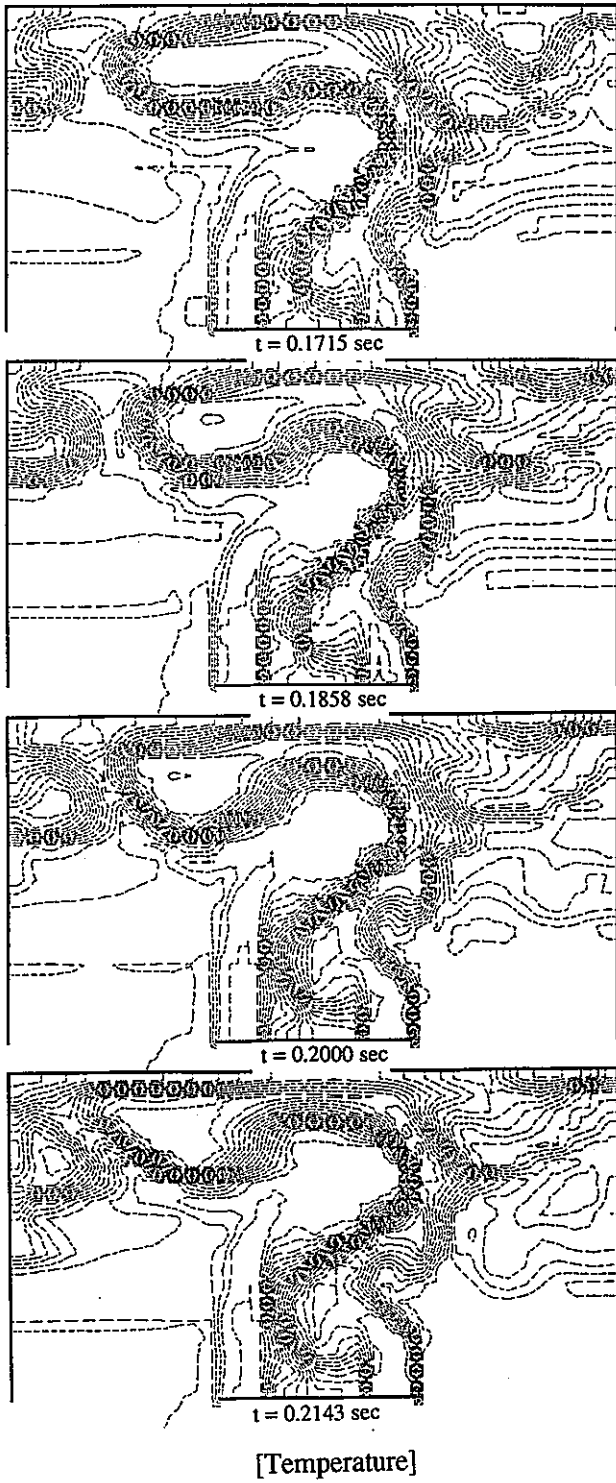 t = 0.1715 sec
t = 0.1858 sec
t = 0.2000 sec
t = 0.2143 sec
[Temperature]